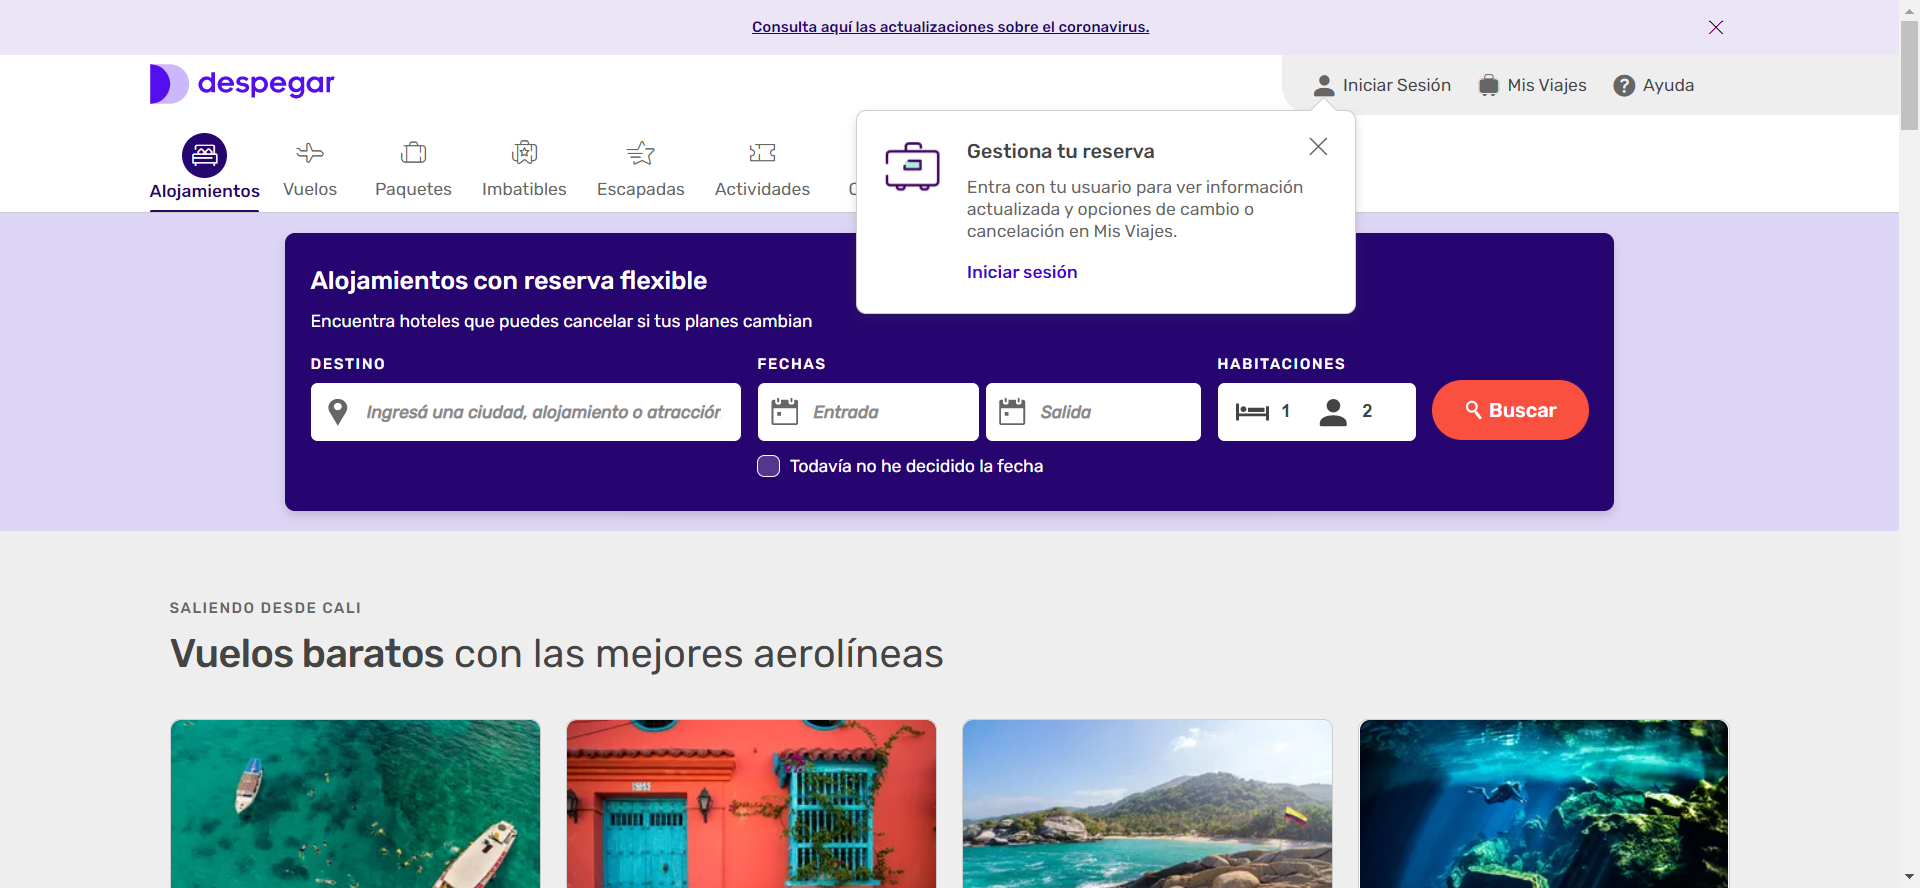 Consulta aquí las actualizaciones sobre el coronavirus.
despegar
Iniciar Sesión
Mis Viajes
Ayuda
Alojamientos
Vuelos
Paquetes
Imbatibles
Escapadas
Actividades
Gestiona tu reserva
Entra con tu usuario para ver información
actualizada y opciones de cambio o
cancelación en Mis Viajes.
Iniciar sesión
Alojamientos con reserva flexible
Encuentra hoteles que puedes cancelar si tus planes cambian
DESTINO
FECHAS
HABITACIONES
Ingresá una ciudad, alojamiento o atracción
Entrada
Salida
1
2
Buscar
Todavía no he decidido la fecha
SALIENDO DESDE CALI
Vuelos baratos con las mejores aerolíneas